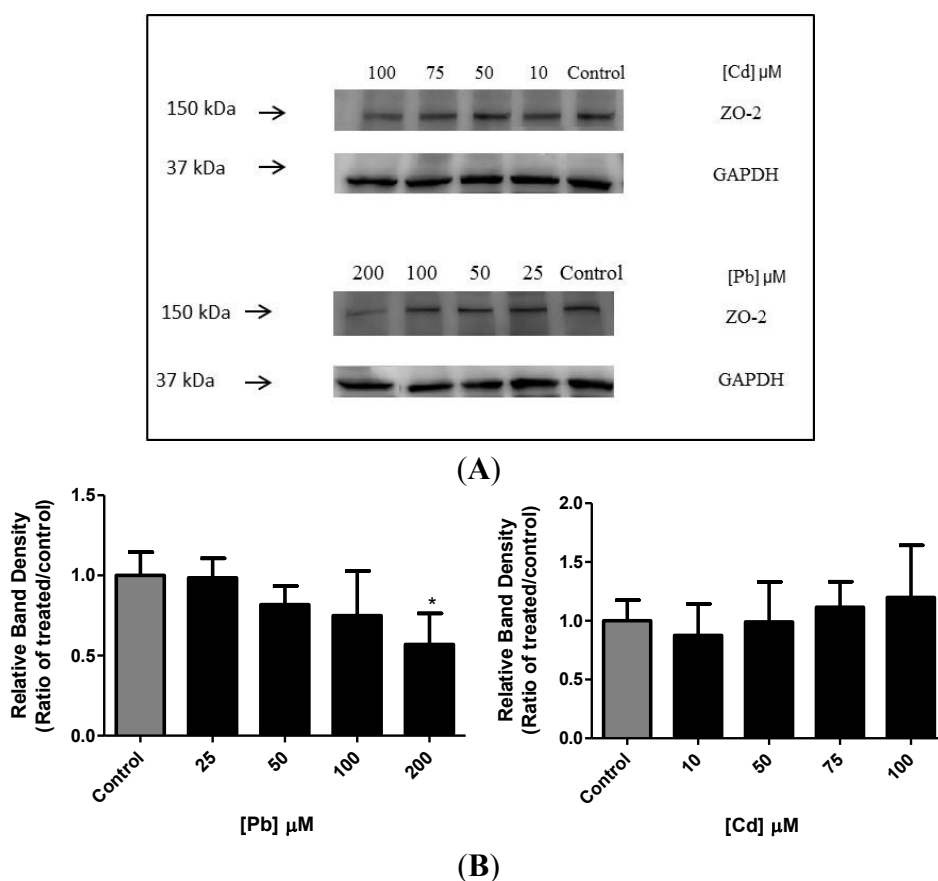 100 75 50 10 Control [Cd] µM
150 kDa → ZO-2
37 kDa → GAPDH
200 100 50 25 Control [Pb] µM
150 kDa → ZO-2
37 kDa → GAPDH
(A)
Relative Band Density
(Ratio of treated/control)
1.5
1.0
0.5
0.0
*
Control 25 50 100 200
[Pb] µM
Relative Band Density
(Ratio of treated/control)
2.0
1.5
1.0
0.5
0.0
Control 10 50 75 100
[Cd] µM
(B)